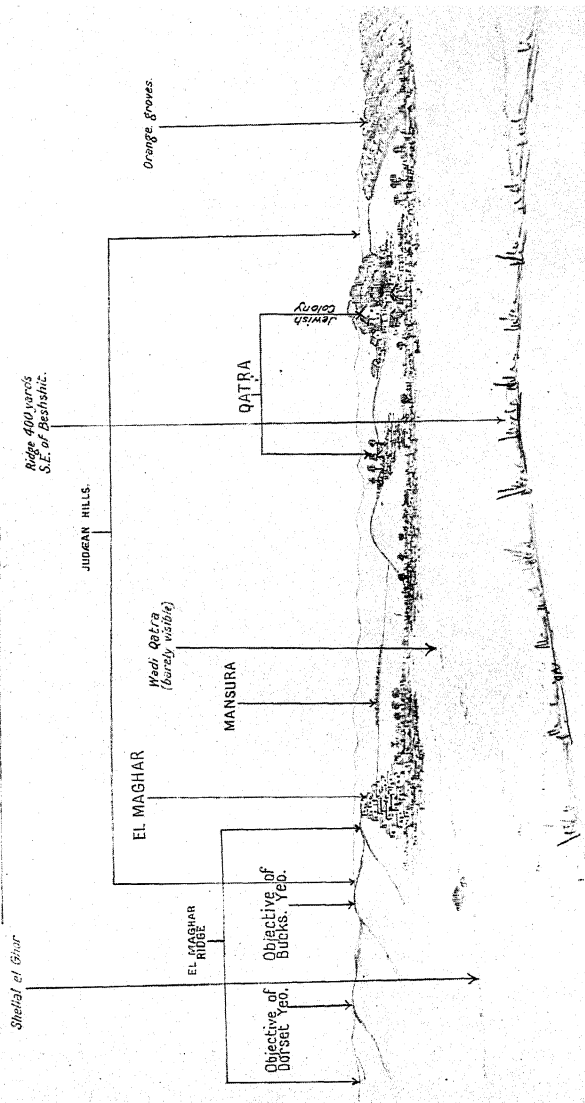 Shellal el Ghor
Ridge 400 yards
S.E. of Beshshit.
JUDÆAN HILLS.
Orange groves.
EL MAGHAR
Wadi Qatra
(barely visible)
EL MAGHAR
RIDGE
MANSURA
QATRA
Objective of
Dorset Yeo.
Objective of
Bucks. Yeo.
Jewish
Colony